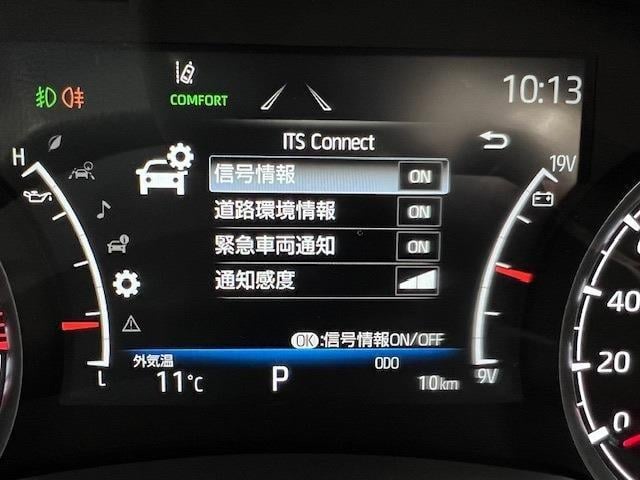 10:13
COMFORT
ITS Connect
H
19V
信号情報 ON
道路環境情報 ON
緊急車両通知 ON
通知感度
OK:信号情報ON/OFF
外気温
ODO
L
11℃
P
10km
9V
40
20
0